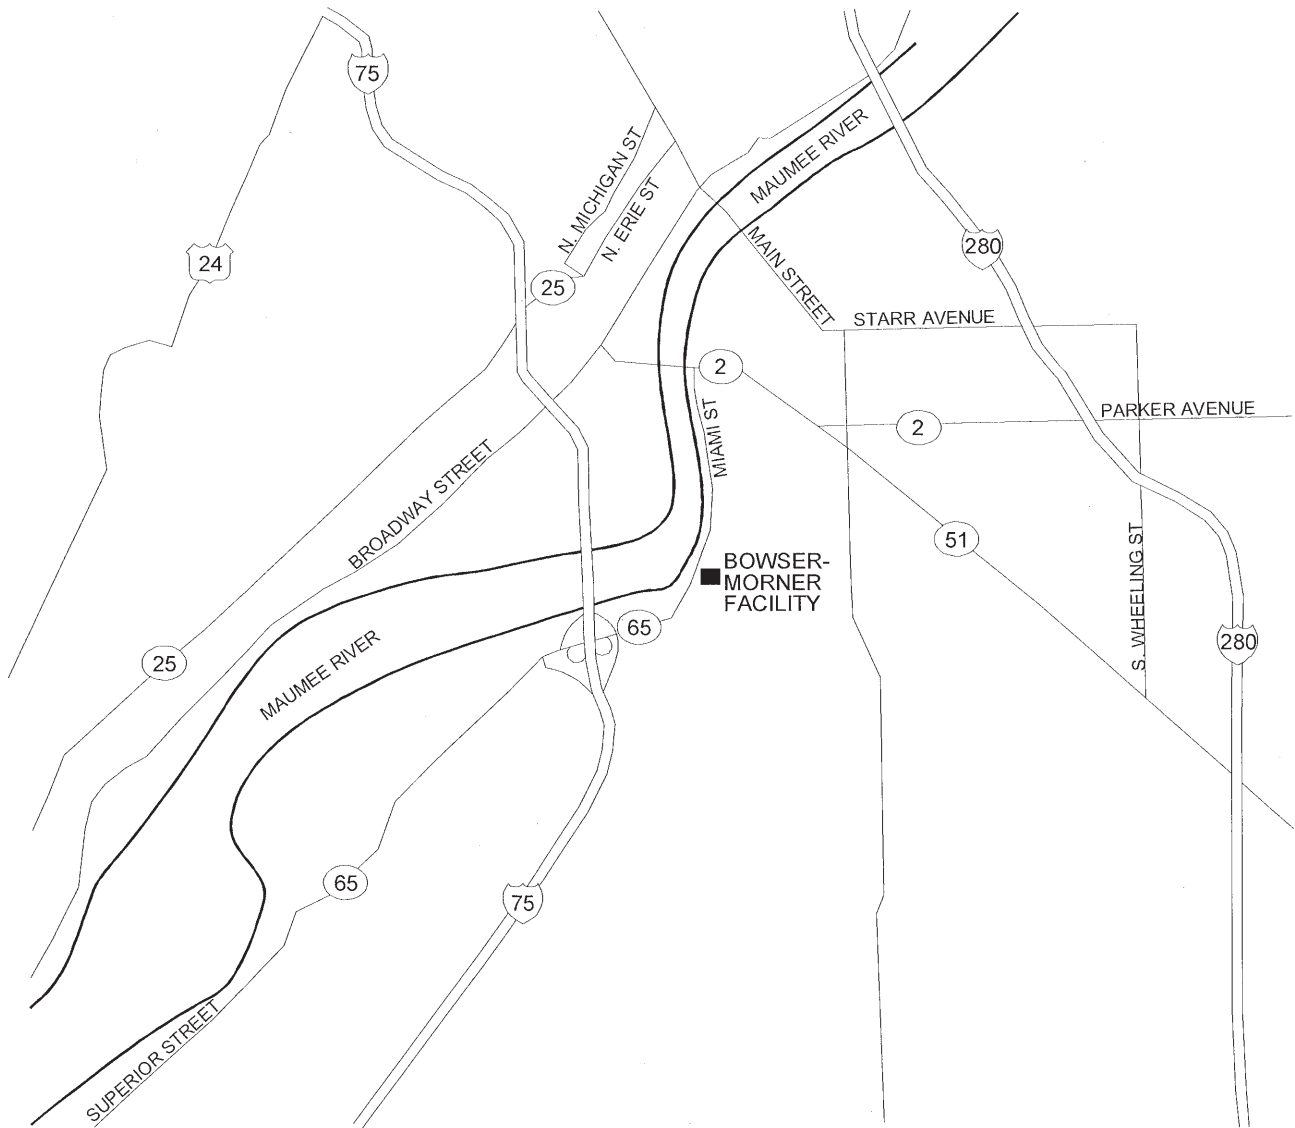 75
N. MICHIGAN ST
N. ERIE ST
MAUMEE RIVER
24
280
25
MAIN STREET
STARR AVENUE
2
MIAMI ST
PARKER AVENUE
2
BROADWAY STREET
51
BOWSER-
MORNER
FACILITY
S. WHEELING ST
65
280
25
MAUMEE RIVER
65
75
SUPERIOR STREET